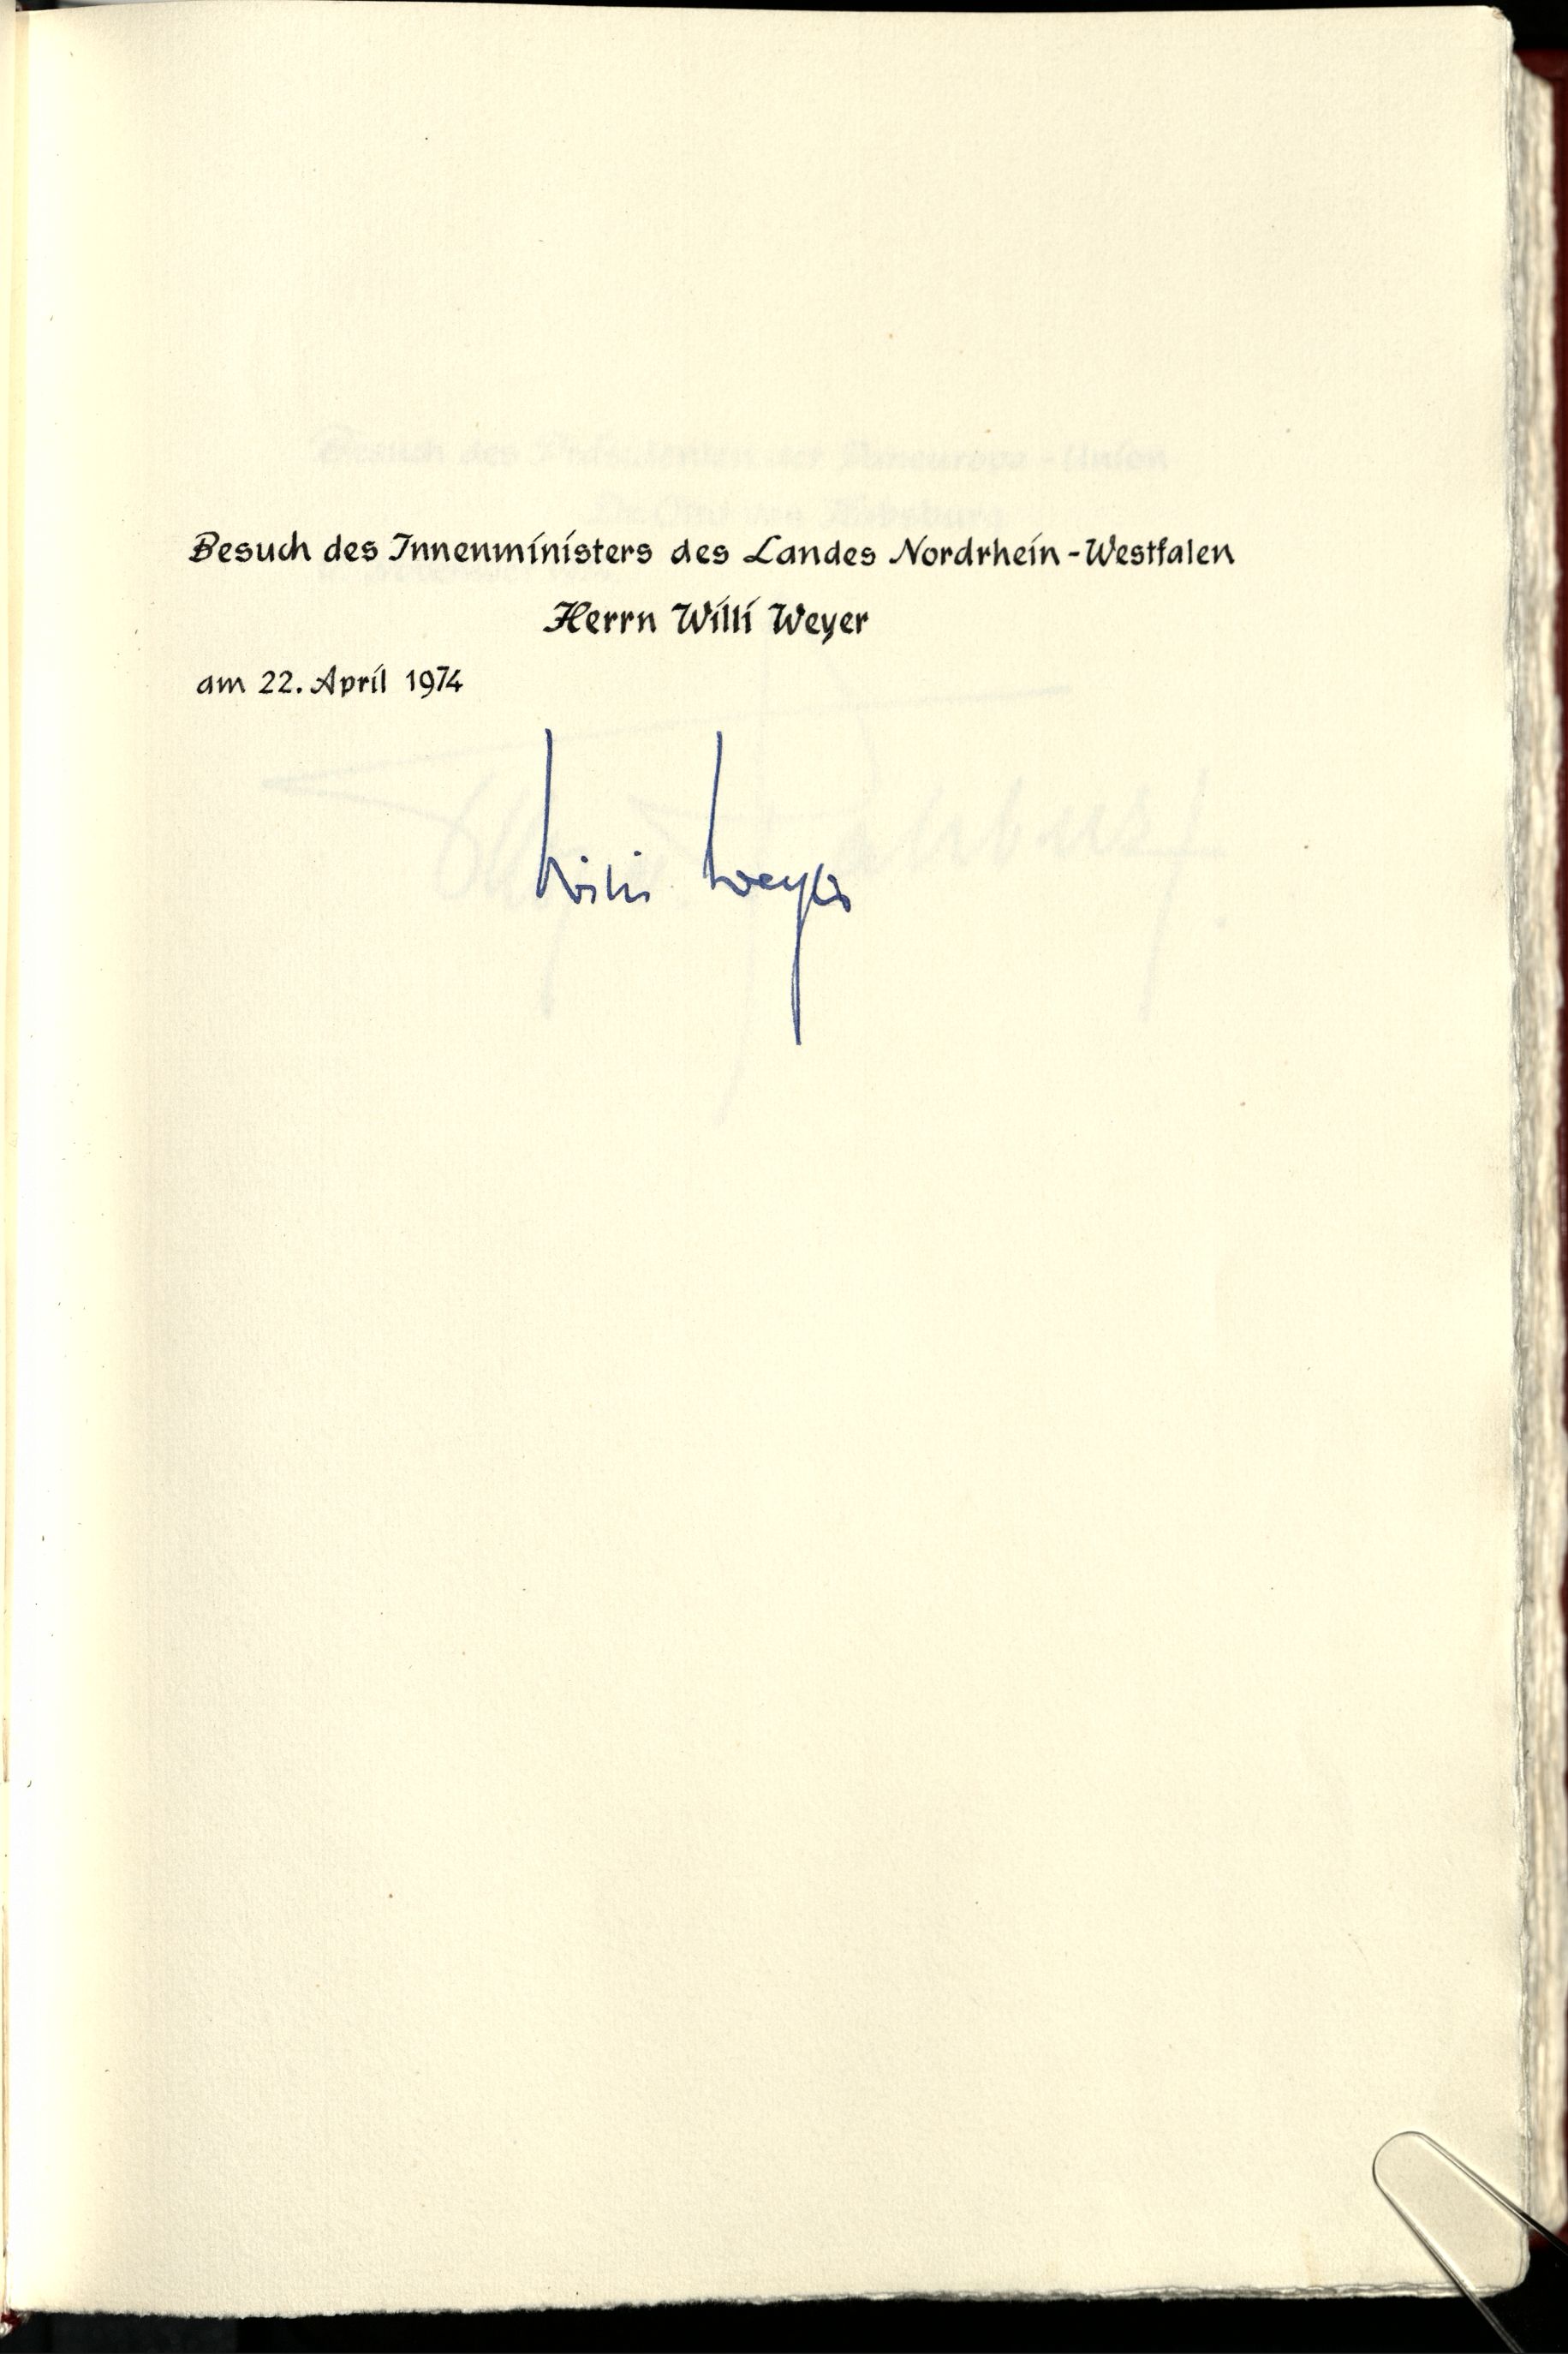 Besuch des Innenministers des Landes Nordrhein-Westfalen
Herrn Willi Weyer
am 22. April 1974
Willi Weyer